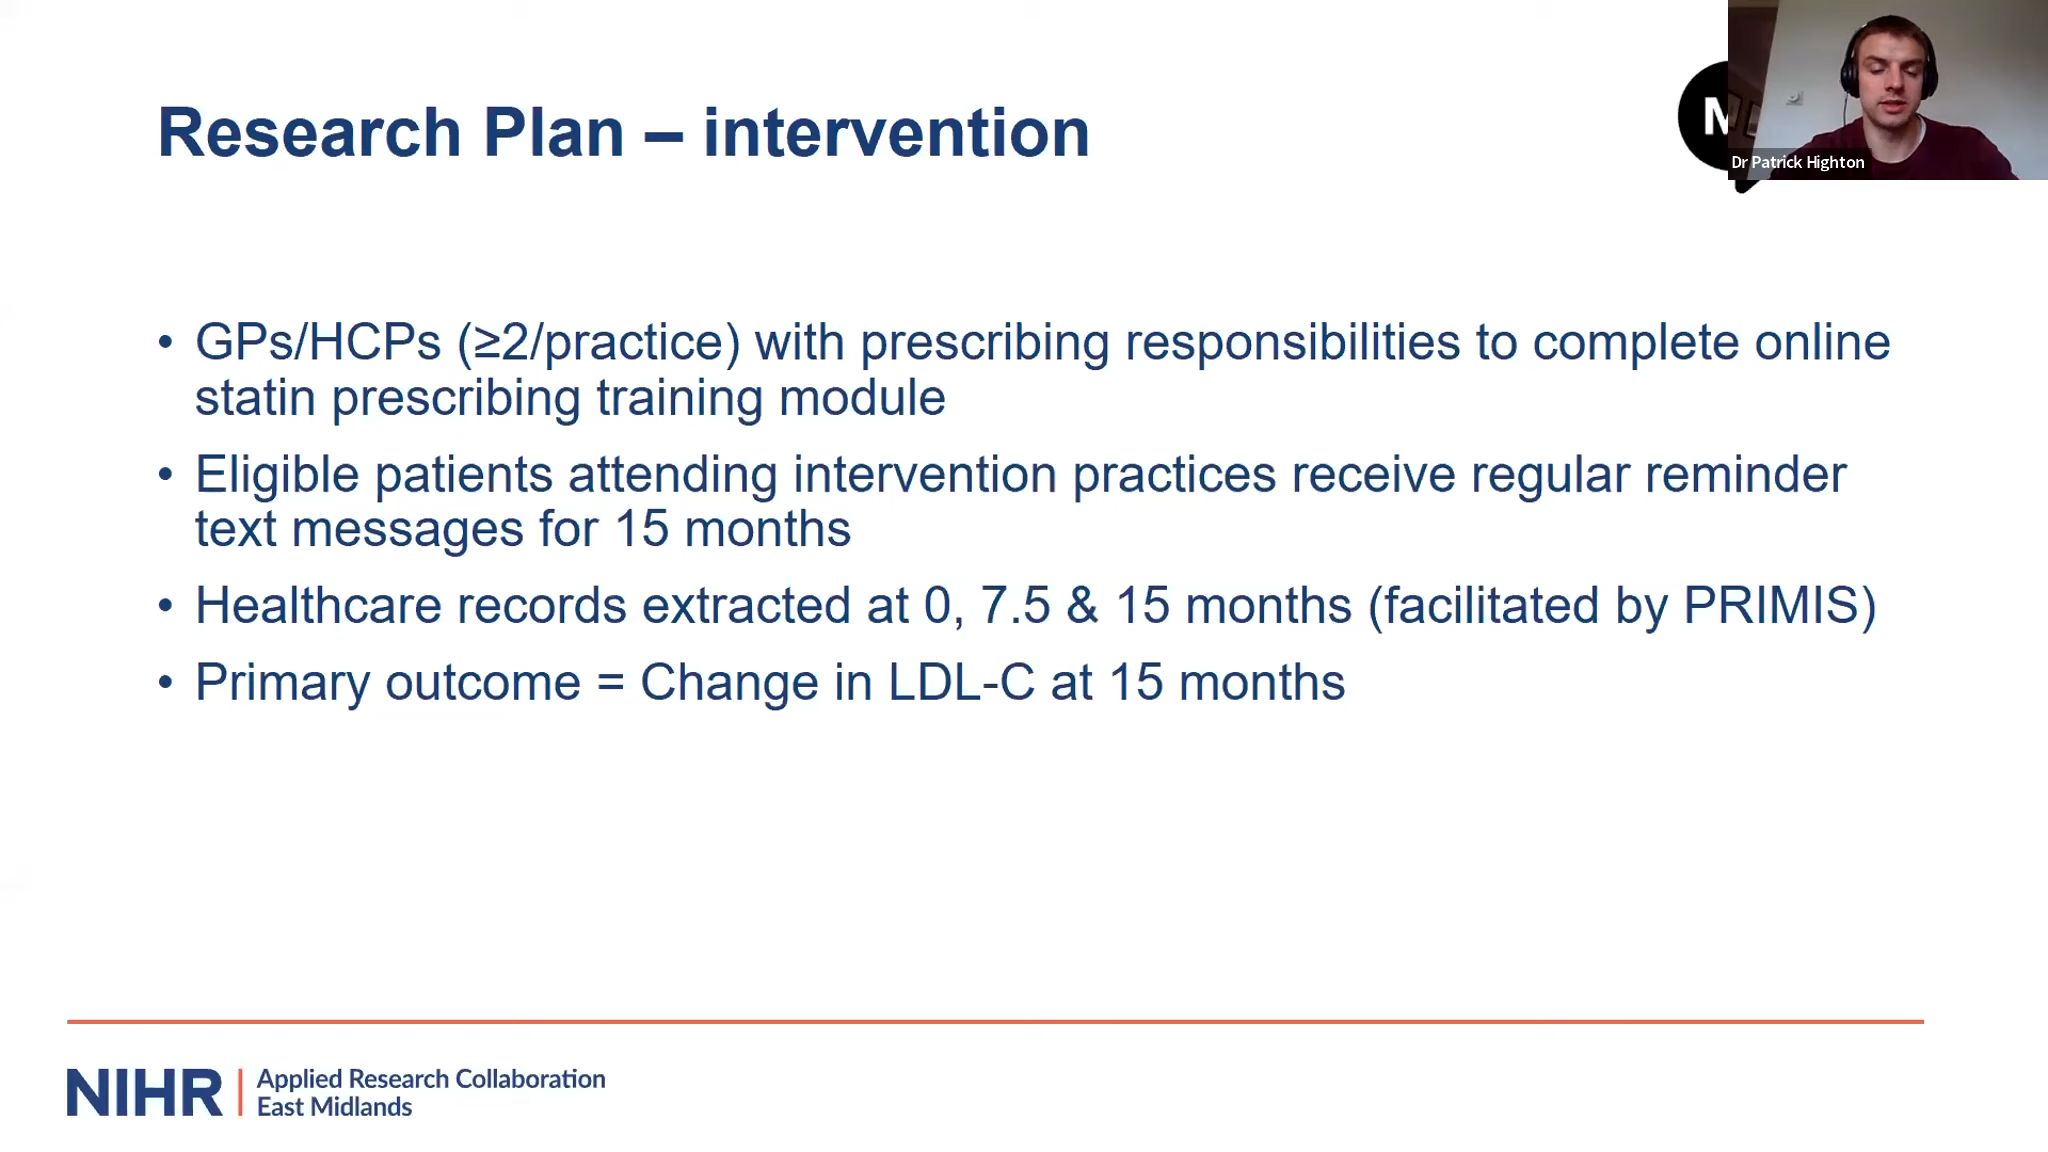 Research Plan – intervention
M
Dr Patrick Highton
• GPs/HCPs (≥2/practice) with prescribing responsibilities to complete online
statin prescribing training module
• Eligible patients attending intervention practices receive regular reminder
text messages for 15 months
• Healthcare records extracted at 0, 7.5 & 15 months (facilitated by PRIMIS)
• Primary outcome = Change in LDL-C at 15 months
NIHR | Applied Research Collaboration
East Midlands